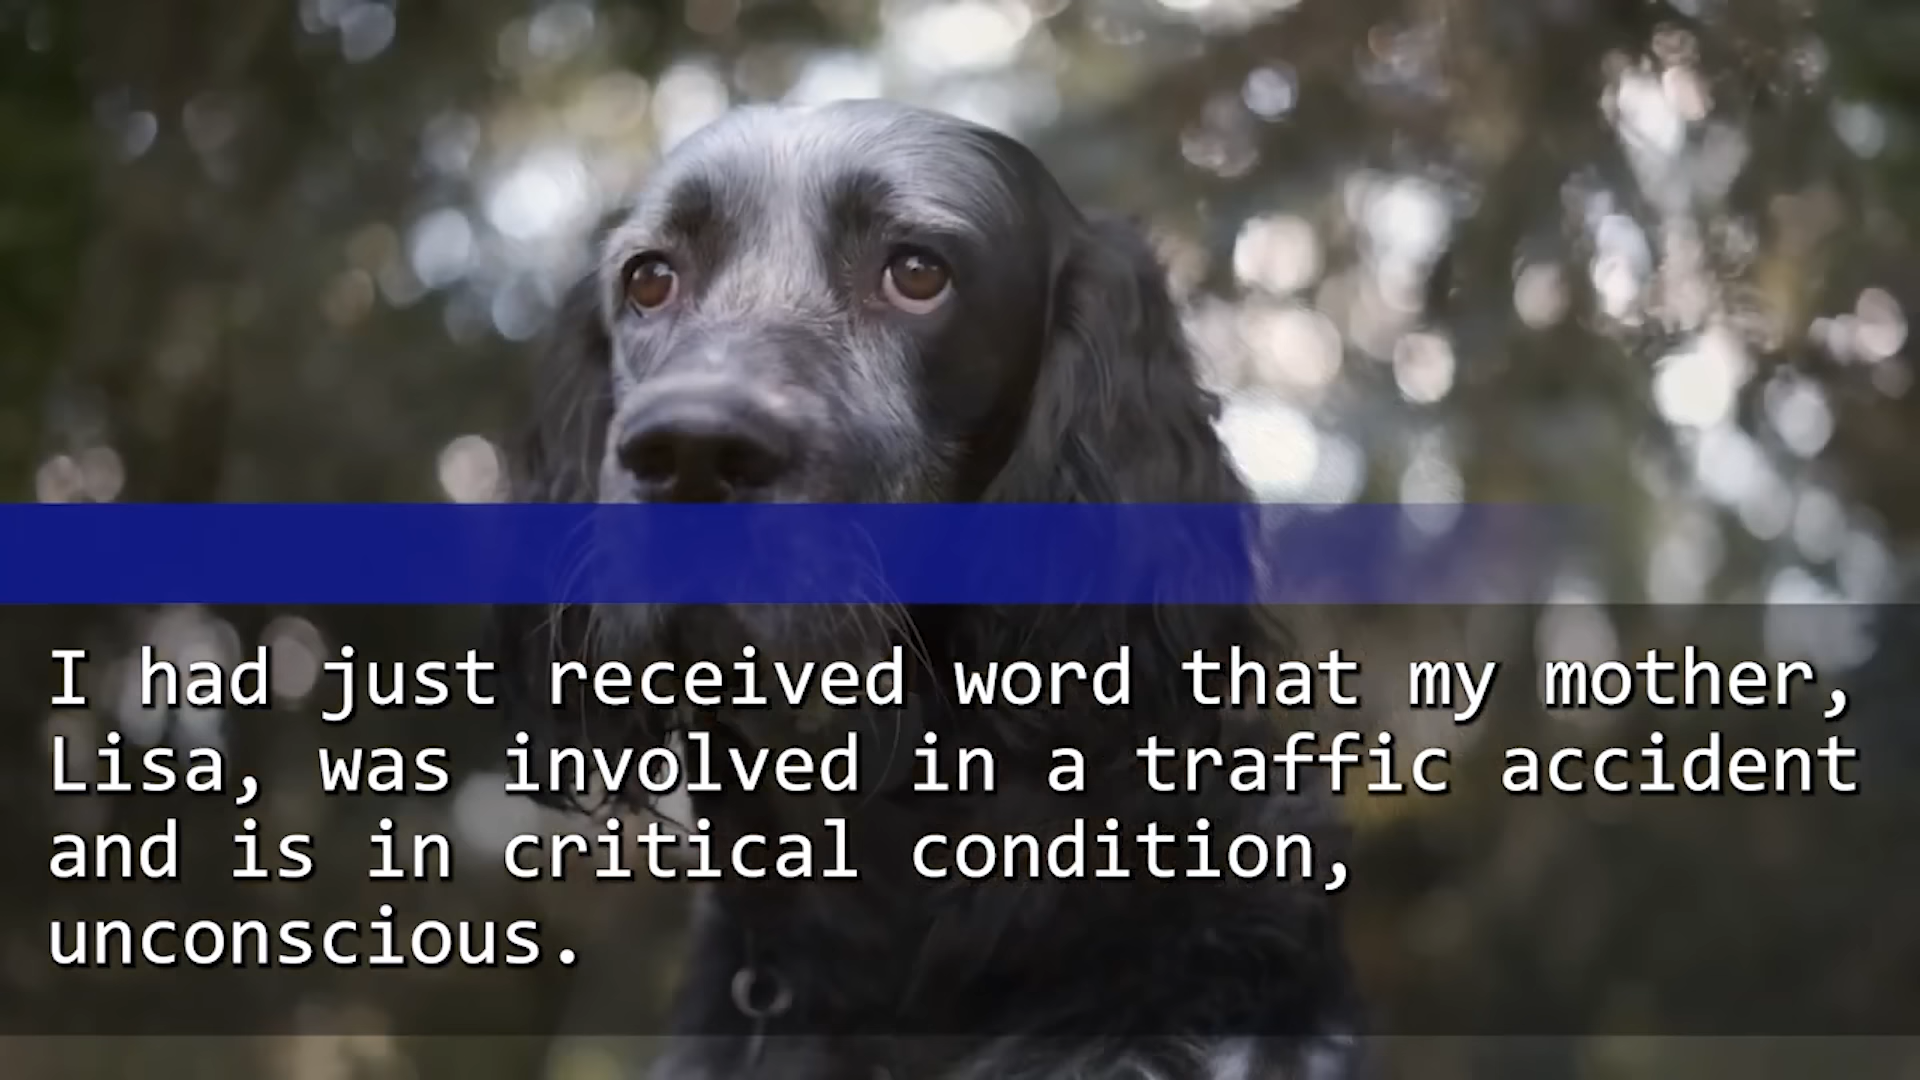 I had just received word that my mother,
Lisa, was involved in a traffic accident
and is in critical condition,
unconscious.